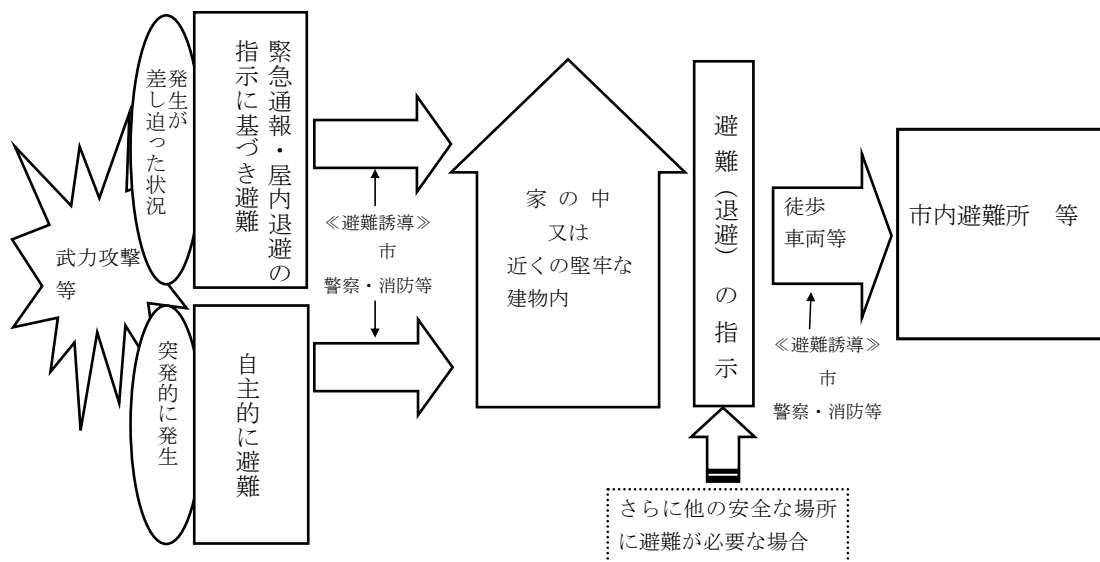 武力攻撃
等
発生が
差し迫った状況
緊急通報・屋内退避の
指示に基づき避難
突発的に発生
自主的に避難
≪避難誘導≫
市
警察・消防等
家の中
又は
近くの堅牢な
建物内
避難(退避)の指示
さらに他の安全な場所
に避難が必要な場合
徒歩
車両等
≪避難誘導≫
市
警察・消防等
市内避難所　等